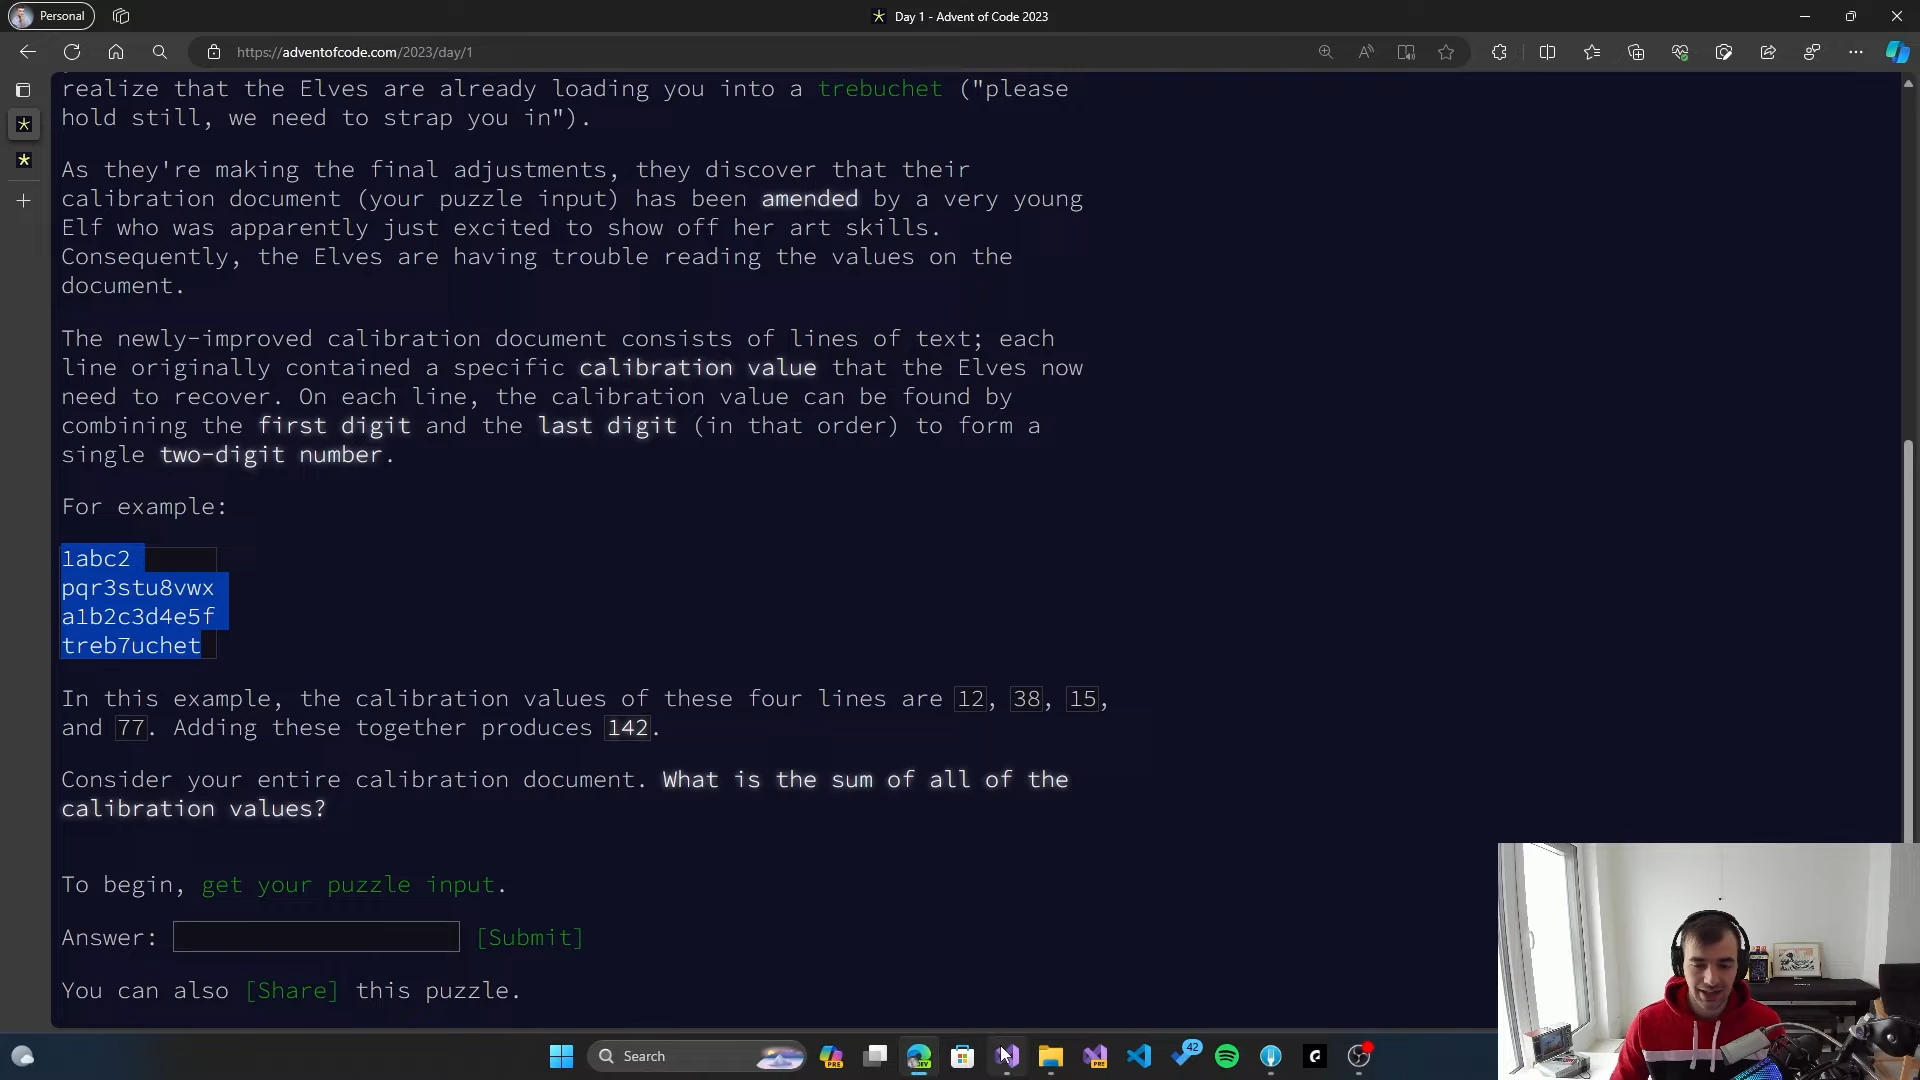 Personal
Day 1 - Advent of Code 2023
https://adventofcode.com/2023/day/1
realize that the Elves are already loading you into a trebuchet ("please
hold still, we need to strap you in").
As they're making the final adjustments, they discover that their
calibration document (your puzzle input) has been amended by a very young
Elf who was apparently just excited to show off her art skills.
Consequently, the Elves are having trouble reading the values on the
document.
The newly-improved calibration document consists of lines of text; each
line originally contained a specific calibration value that the Elves now
need to recover. On each line, the calibration value can be found by
combining the first digit and the last digit (in that order) to form a
single two-digit number.
For example:
1abc2
pqr3stu8vwx
a1b2c3d4e5f
treb7uchet
In this example, the calibration values of these four lines are 12, 38, 15,
and 77. Adding these together produces 142.
Consider your entire calibration document. What is the sum of all of the
calibration values?
To begin, get your puzzle input.
Answer: [Submit]
You can also [Share] this puzzle.
Search
PRE
DEV
PRE
42